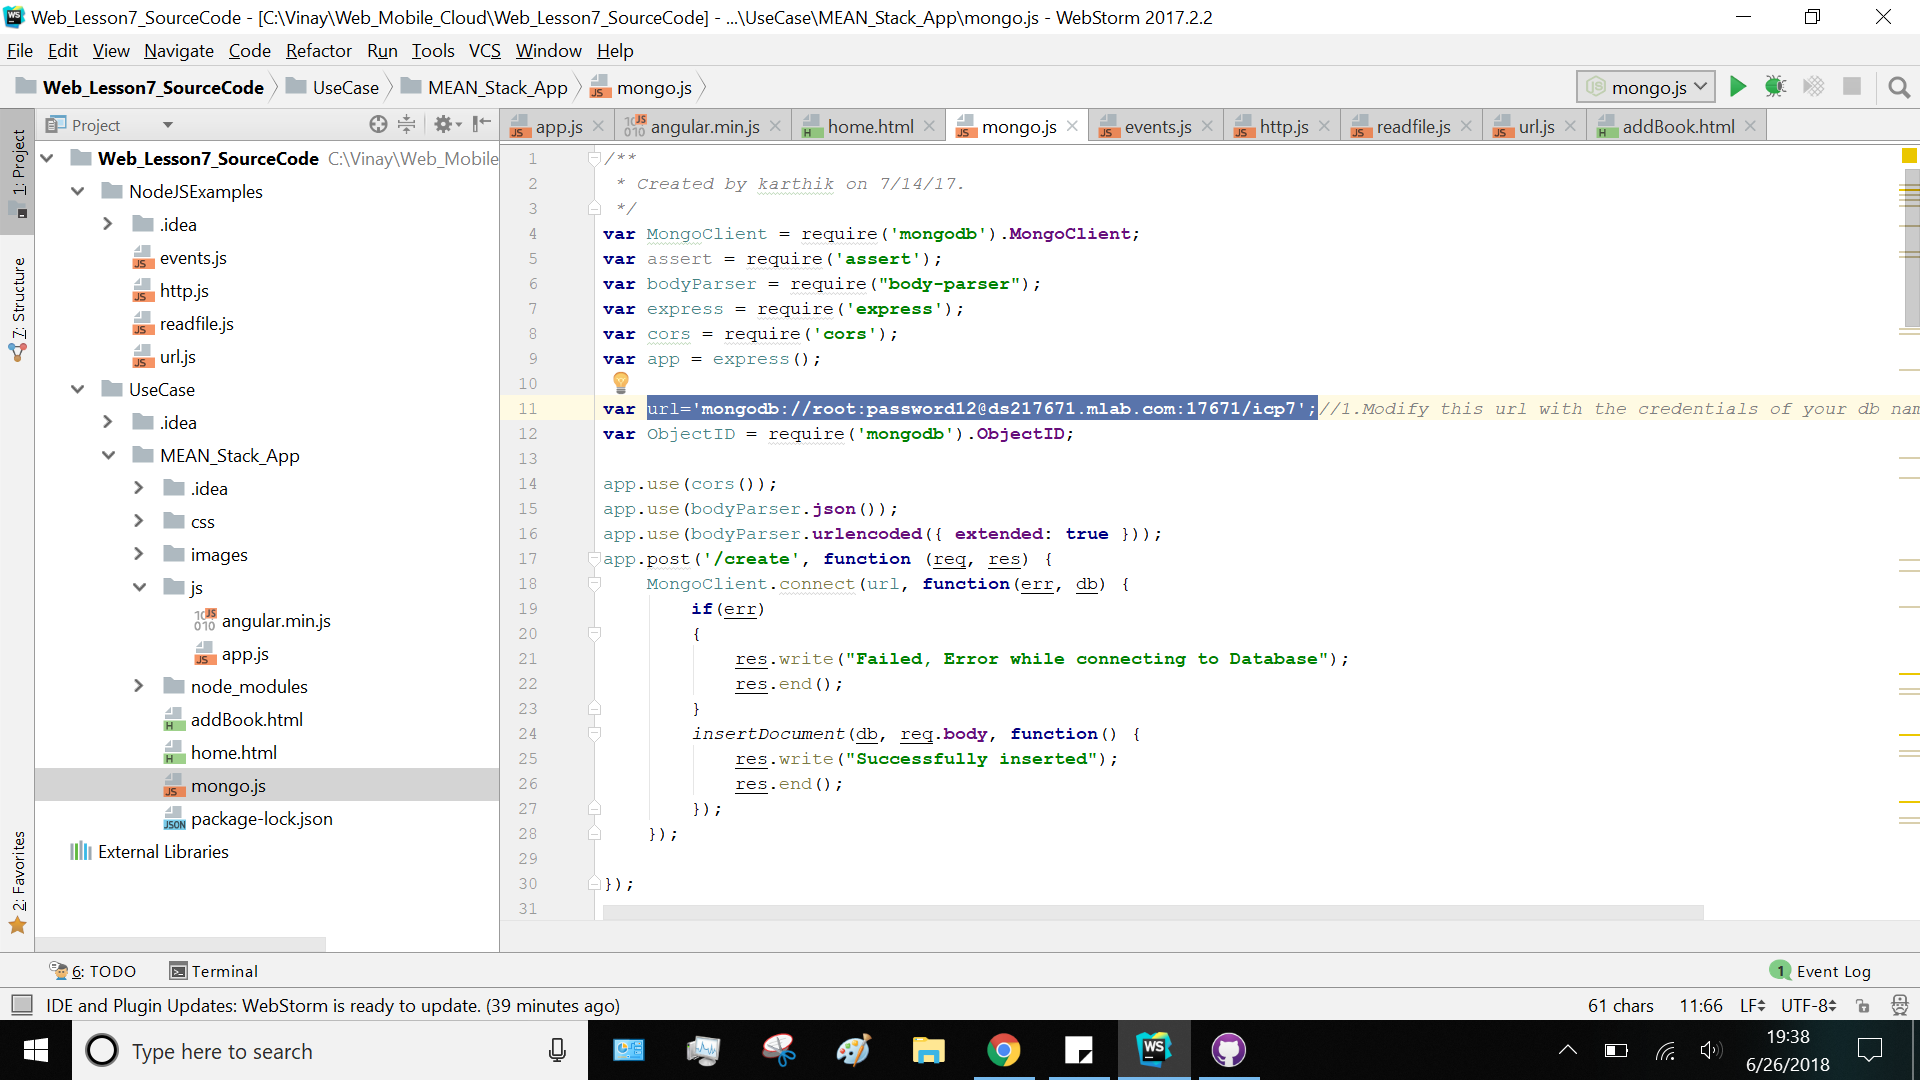 Web_Lesson7_SourceCode - [C:\Vinay\Web_Mobile_Cloud\Web_Lesson7_SourceCode] - ...\UseCase\MEAN_Stack_App\mongo.js - WebStorm 2017.2.2
File Edit View Navigate Code Refactor Run Tools VCS Window Help
Web_Lesson7_SourceCode UseCase MEAN_Stack_App mongo.js
mongo.js
Project
app.js angular.min.js home.html mongo.js events.js http.js readfile.js url.js addBook.html
1: Project
7: Structure
2: Favorites
Web_Lesson7_SourceCode C:\Vinay\Web_Mobile
NodeJSExamples
.idea
events.js
http.js
readfile.js
url.js
UseCase
.idea
MEAN_Stack_App
.idea
css
images
js
angular.min.js
app.js
node_modules
addBook.html
home.html
mongo.js
package-lock.json
External Libraries
1 /**
2 * Created by karthik on 7/14/17.
3 */
4 var MongoClient = require('mongodb').MongoClient;
5 var assert = require('assert');
6 var bodyParser = require("body-parser");
7 var express = require('express');
8 var cors = require('cors');
9 var app = express();
10
11 var url='mongodb://root:password12@ds217671.mlab.com:17671/icp7';//1.Modify this url with the credentials of your db nam
12 var ObjectID = require('mongodb').ObjectID;
13
14 app.use(cors());
15 app.use(bodyParser.json());
16 app.use(bodyParser.urlencoded({ extended: true }));
17 app.post('/create', function (req, res) {
18 MongoClient.connect(url, function(err, db) {
19 if(err)
20 {
21 res.write("Failed, Error while connecting to Database");
22 res.end();
23 }
24 insertDocument(db, req.body, function() {
25 res.write("Successfully inserted");
26 res.end();
27 });
28 });
29
30 });
31
6: TODO Terminal
1 Event Log
IDE and Plugin Updates: WebStorm is ready to update. (39 minutes ago)
61 chars 11:66 LF UTF-8
Type here to search
19:38
6/26/2018